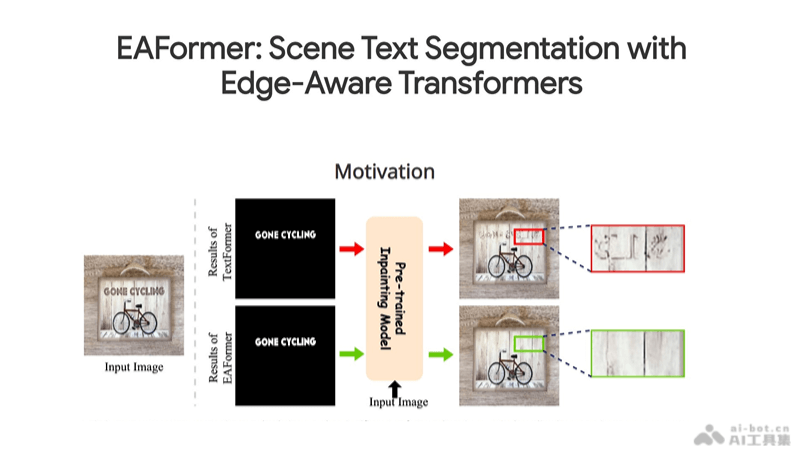 EAFormer: Scene Text Segmentation with
Edge-Aware Transformers
Motivation
Results of
TextFormer
GONE CYCLING
Pre-trained
Inpainting Model
GONE CYCLING
Input Image
Results of
EAFormer
GONE CYCLING
Input Image
ai-bot.cn
AI工具集